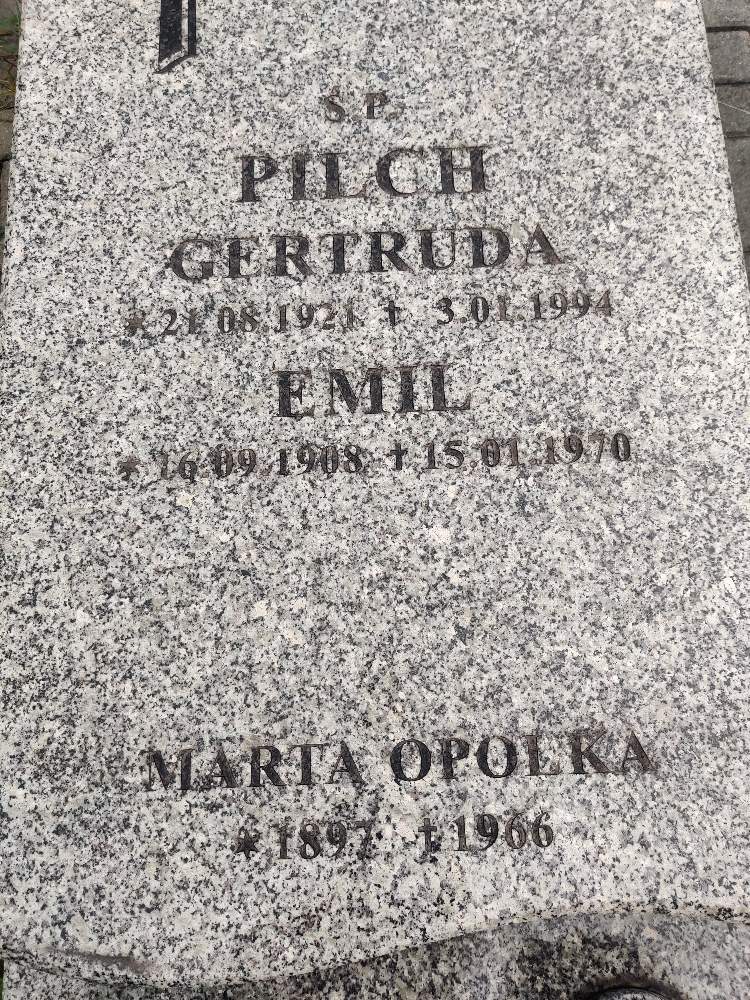 Ś.P.
PILCH
GERTRUDA
* 21.08.1921 † 3.01.1994
EMIL
* 16.09.1908 † 15.01.1970
MARTA OPOLKA
* 1897 † 1966